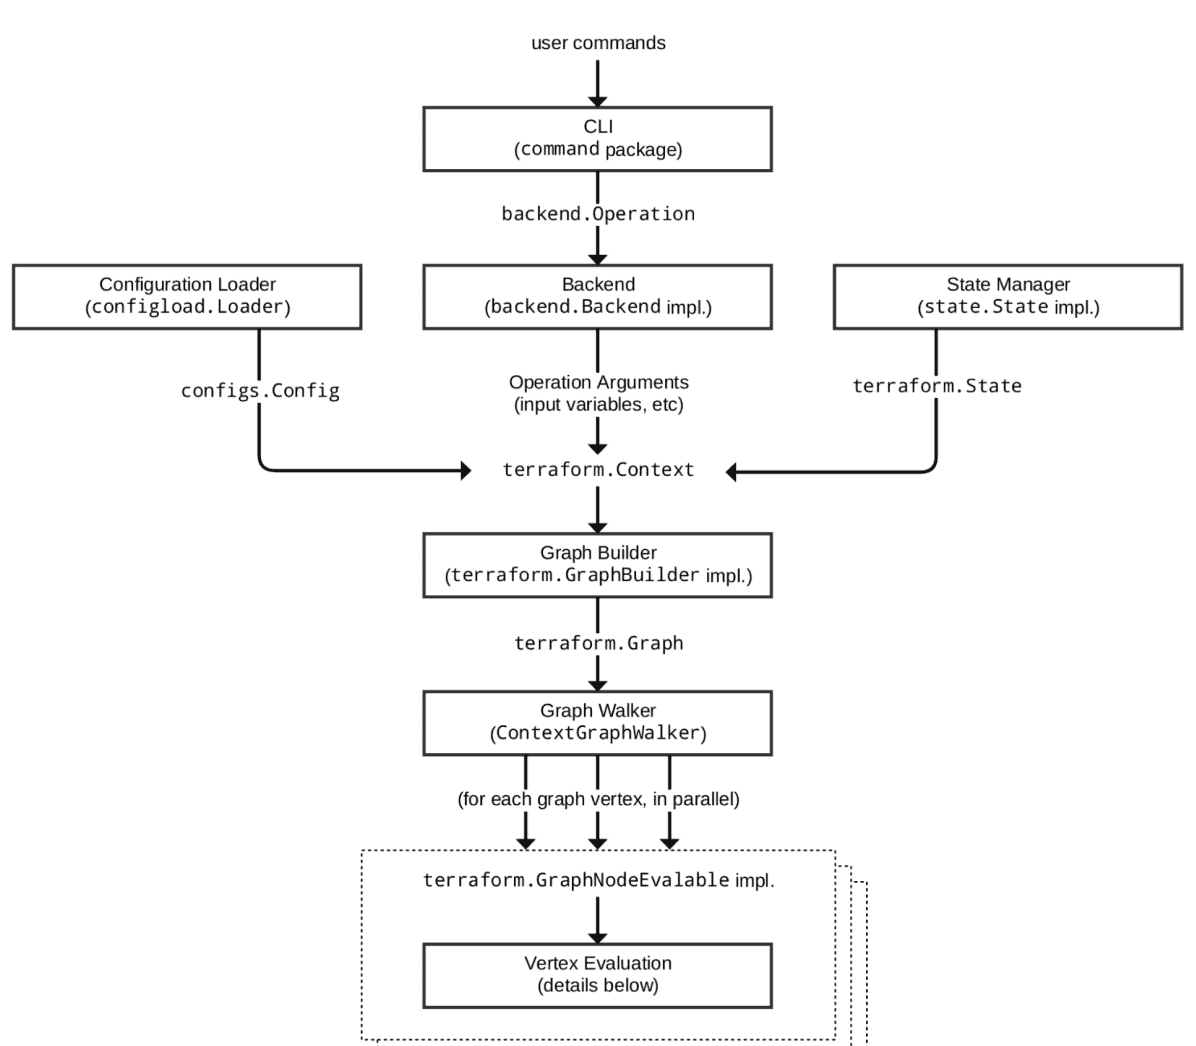 user commands
CLI
(command package)
backend.Operation
Configuration Loader
(configload.Loader)
Backend
(backend.Backend impl.)
State Manager
(state.State impl.)
configs.Config
Operation Arguments
(input variables, etc)
terraform.State
terraform.Context
Graph Builder
(terraform.GraphBuilder impl.)
terraform.Graph
Graph Walker
(ContextGraphWalker)
(for each graph vertex, in parallel)
terraform.GraphNodeEvalable impl.
Vertex Evaluation
(details below)